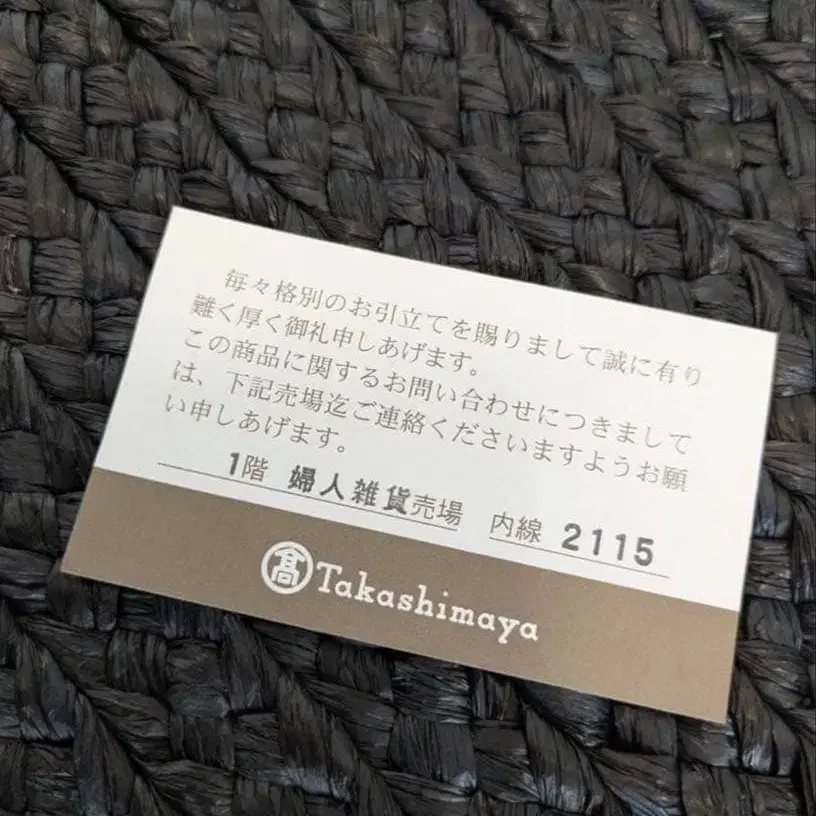 毎々格別のお引立てを賜りまして誠に有り
難く厚く御礼申しあげます。
この商品に関するお問い合わせにつきまして
は、下記売場迄ご連絡くださいますようお願
い申しあげます。
1階 婦人雑貨売場 内線 2115
髙 Takashimaya